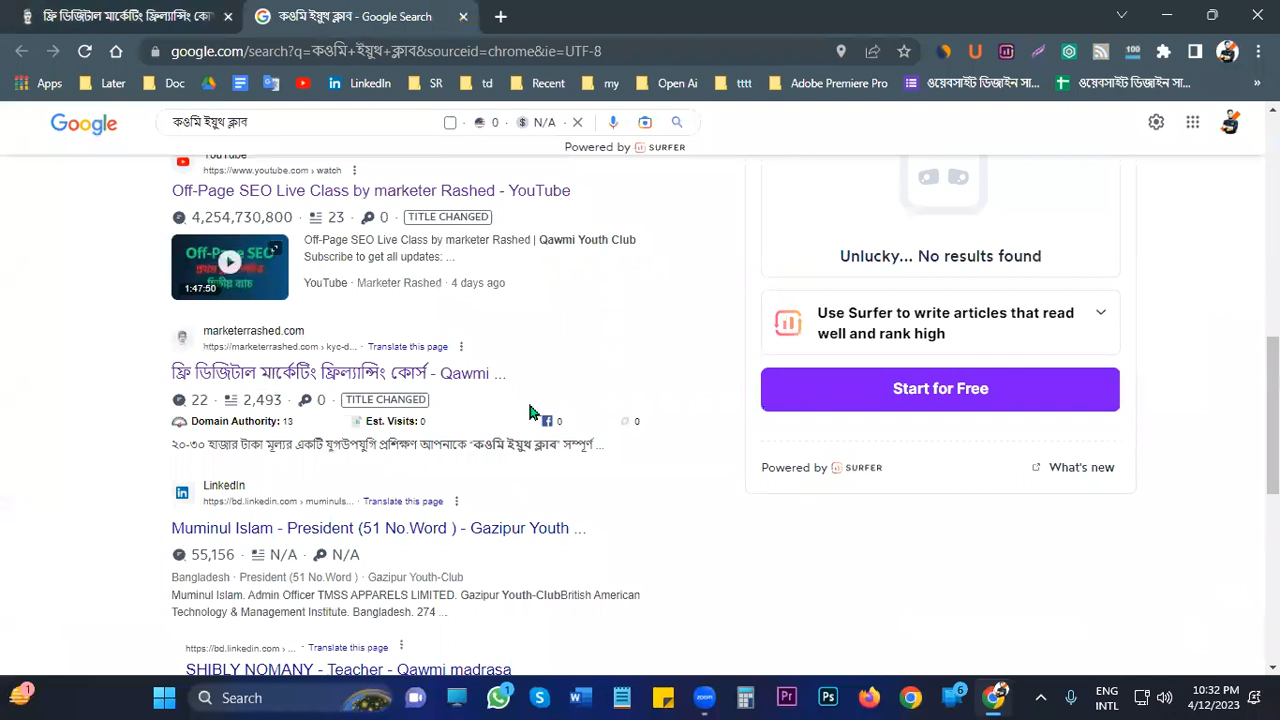 ফ্রি ডিজিটাল মার্কেটিং ফ্রিল্যান্সিং কো
কওমি ইয়ুথ ক্লাব - Google Search
google.com/search?q=কওমি+ইয়ুথ+ক্লাব&sourceid=chrome&ie=UTF-8
100
Apps
Later
Doc
LinkedIn
SR
td
Recent
my
Open Ai
tttt
Adobe Premiere Pro
ওয়েবসাইট ডিজাইন সা...
ওয়েবসাইট ডিজাইন সা...
Google
কওমি ইয়ুথ ক্লাব
0 · N/A ·
Powered by SURFER
YouTube
https://www.youtube.com › watch
Off-Page SEO Live Class by marketer Rashed - YouTube
4,254,730,800 · 23 · 0 TITLE CHANGED
Off-Page SEO
1:47:50
Off-Page SEO Live Class by marketer Rashed | Qawmi Youth Club
Subscribe to get all updates: ...
YouTube · Marketer Rashed · 4 days ago
marketerrashed.com
https://marketerrashed.com › kyc-d... · Translate this page
ফ্রি ডিজিটাল মার্কেটিং ফ্রিল্যান্সিং কোর্স - Qawmi ...
22 · 2,493 · 0 TITLE CHANGED
Domain Authority: 13 Est. Visits: 0 0 0
২০-৩০ হাজার টাকা মূল্যের একটি যুগউপযুগি প্রশিক্ষণ আপনাকে "কওমি ইয়ুথ ক্লাব" সম্পূর্ণ ...
LinkedIn
https://bd.linkedin.com › muminuls... · Translate this page
Muminul Islam - President (51 No.Word ) - Gazipur Youth ...
55,156 · N/A · N/A
Bangladesh · President (51 No.Word ) · Gazipur Youth-Club
Muminul Islam. Admin Officer TMSS APPARELS LIMITED. Gazipur Youth-ClubBritish American
Technology & Management Institute. Bangladesh. 274 ...
https://bd.linkedin.com › ... · Translate this page
SHIBLY NOMANY - Teacher - Qawmi madrasa
Unlucky... No results found
Use Surfer to write articles that read
well and rank high
Start for Free
Powered by SURFER
What's new
Search
1
6
ENG
INTL
10:32 PM
4/12/2023